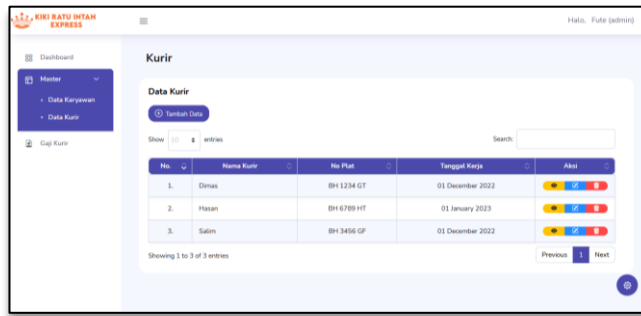 KIKI RATU INTAH
EXPRESS
Halo, Fute (admin)
Dashboard
Master
Data Karyawan
Data Kurir
Gaji Kurir
Kurir
Data Kurir
Tambah Data
Show 10 entries
Search:
No. Nama Kurir No Plat Tanggal Kerja Aksi
1. Dimas BH 1234 GT 01 December 2022
2. Hasan BH 6789 HT 01 January 2023
3. Salim BH 3456 GF 01 December 2022
Showing 1 to 3 of 3 entries
Previous 1 Next